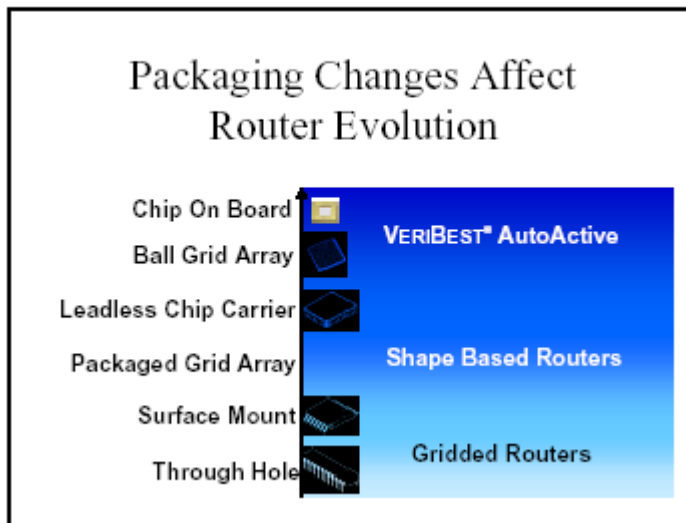 Packaging Changes Affect
Router Evolution
Chip On Board
VERIBEST® AutoActive
Ball Grid Array
Leadless Chip Carrier
Packaged Grid Array
Shape Based Routers
Surface Mount
Gridded Routers
Through Hole